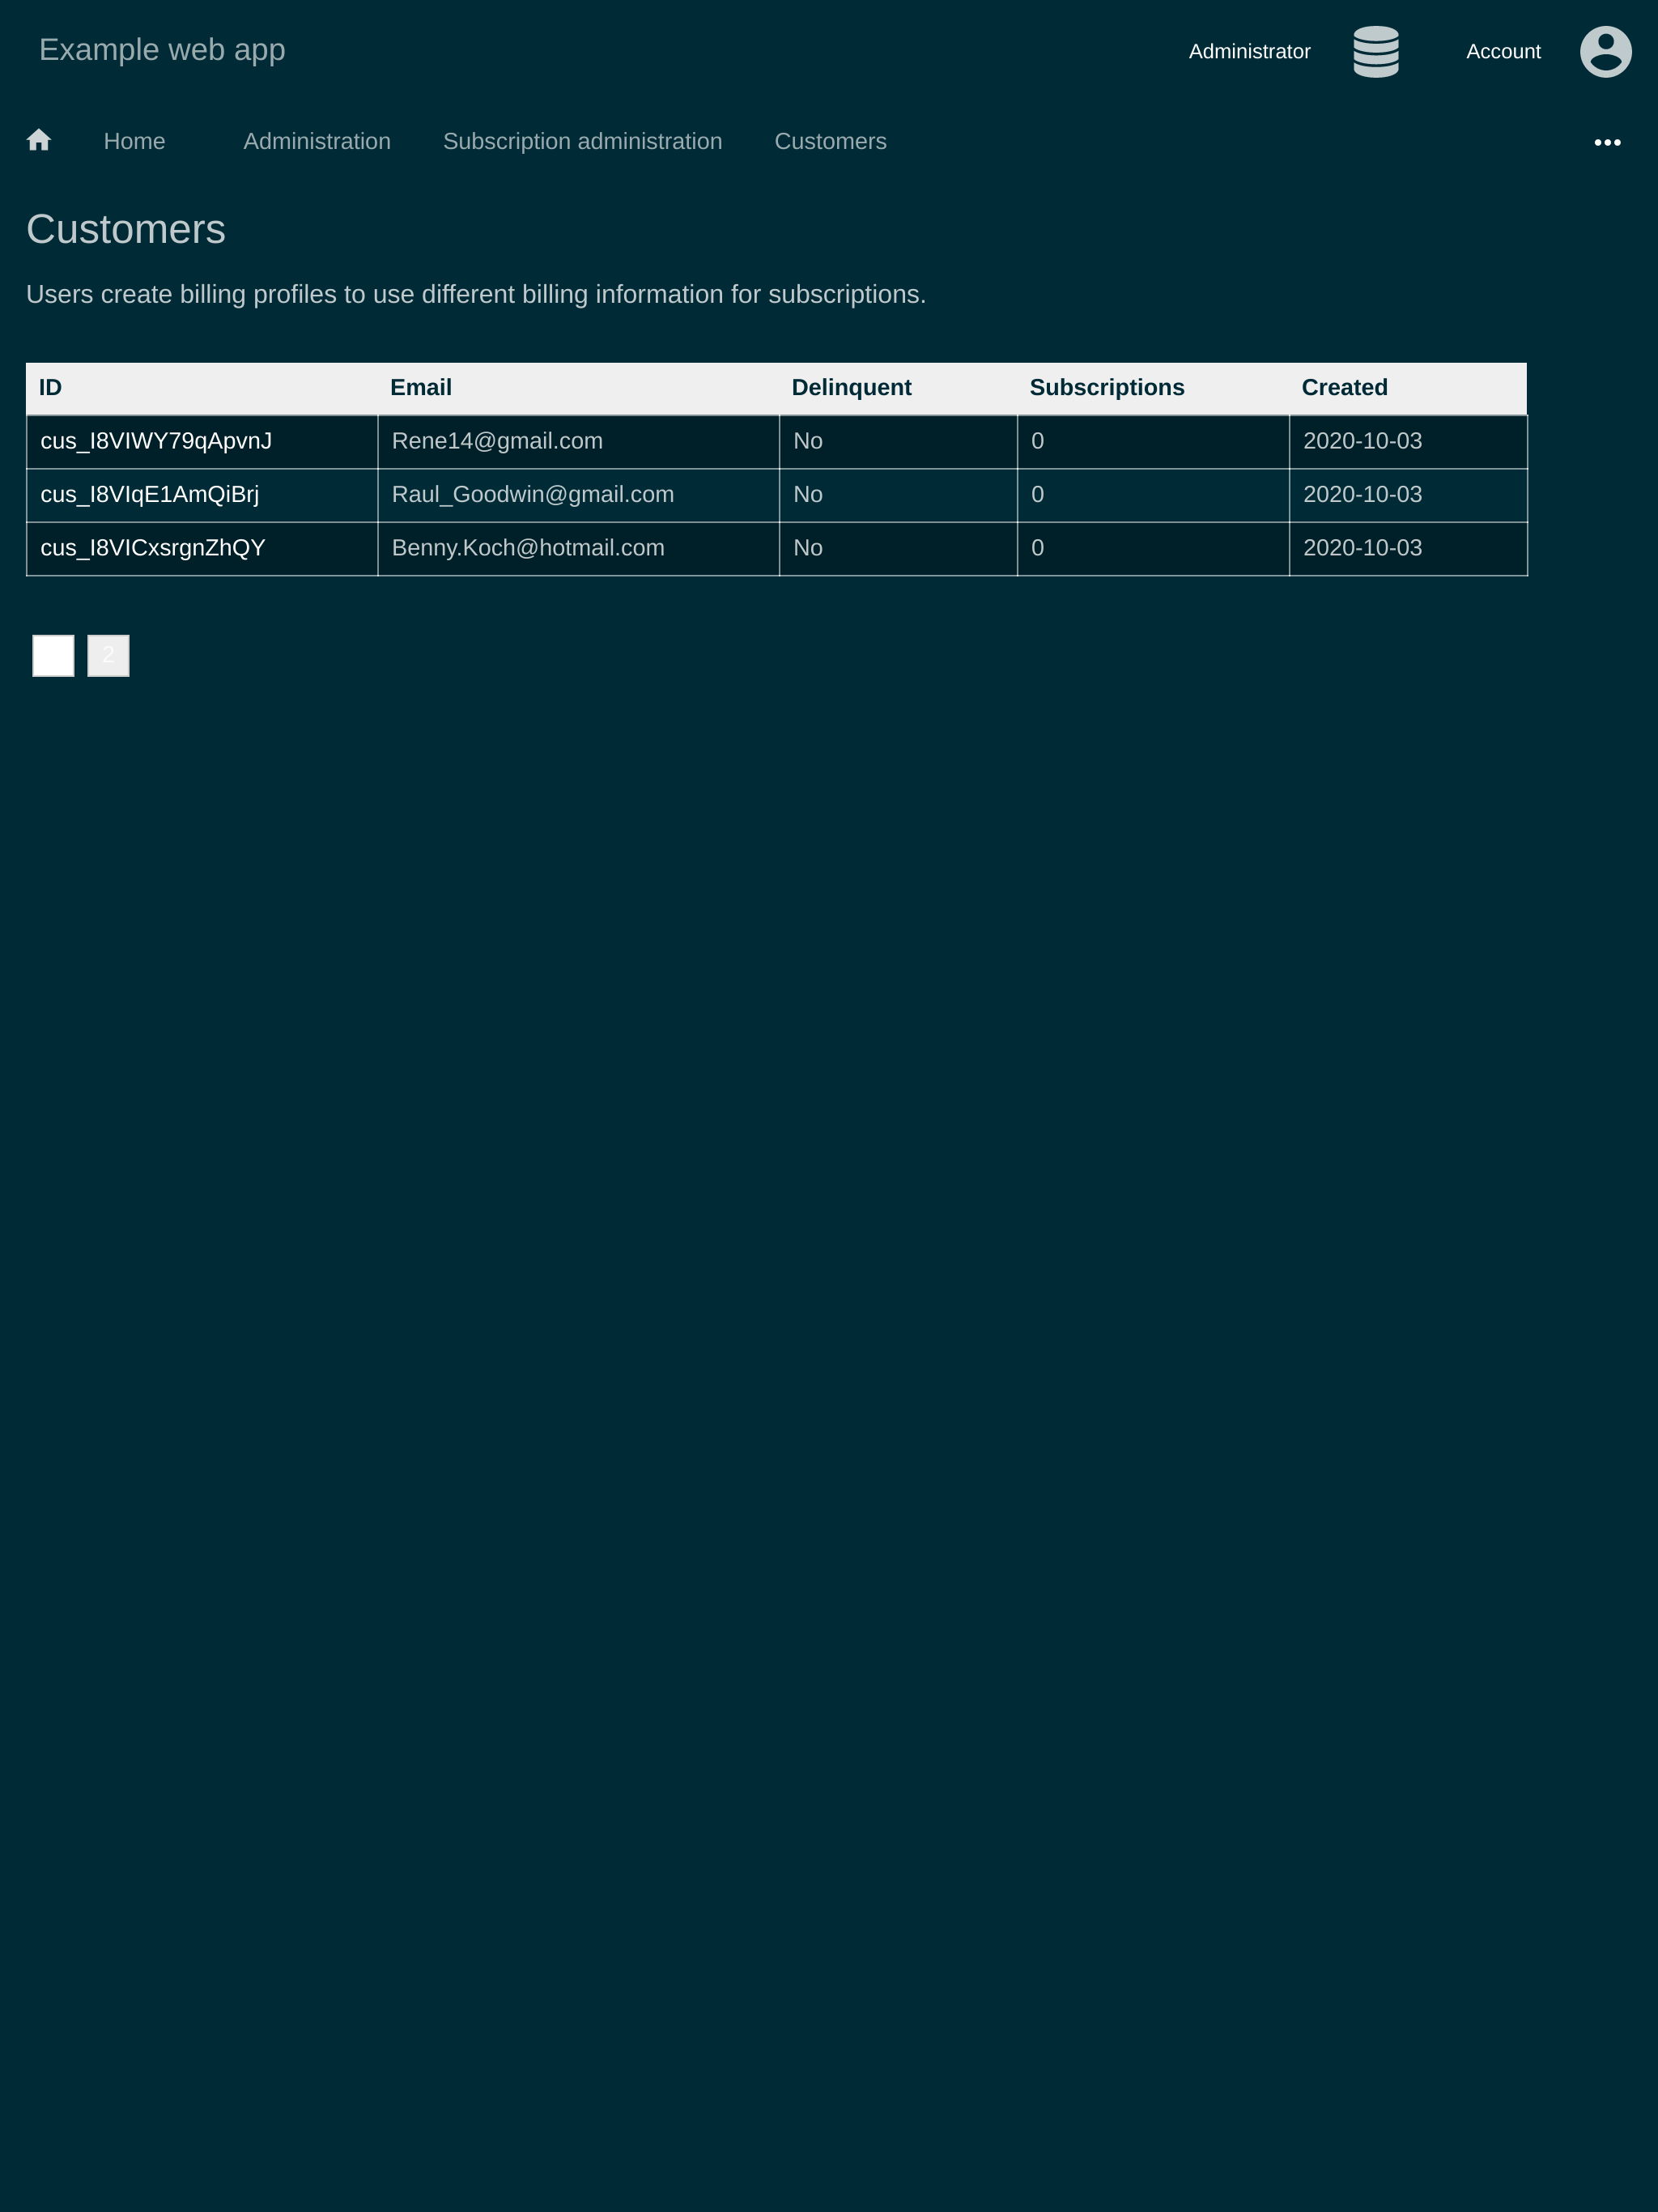 Example web app
Administrator
Account
Home
Administration
Subscription administration
Customers
Customers
Users create billing profiles to use different billing information for subscriptions.
ID Email Delinquent Subscriptions Created
cus_I8VIWY79qApvnJ Rene14@gmail.com No 0 2020-10-03
cus_I8VIqE1AmQiBrj Raul_Goodwin@gmail.com No 0 2020-10-03
cus_I8VICxsrgnZhQY Benny.Koch@hotmail.com No 0 2020-10-03
2